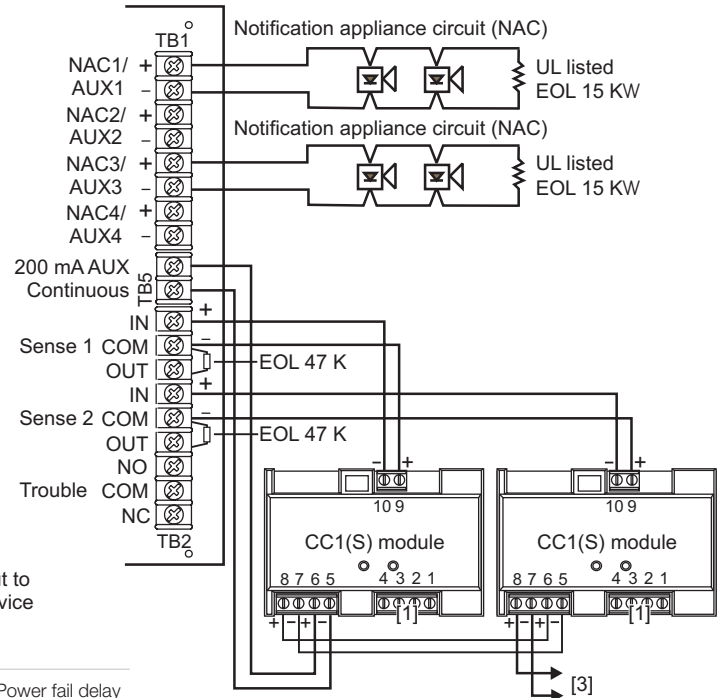 TB1
Notification appliance circuit (NAC)
NAC1/ +
AUX1 –
UL listed
EOL 15 KW
NAC2/ +
AUX2 –
Notification appliance circuit (NAC)
NAC3/ +
AUX3 –
UL listed
EOL 15 KW
NAC4/ +
AUX4 –
200 mA AUX
Continuous
TB5
IN +
Sense 1 COM –
OUT
EOL 47 K
IN +
Sense 2 COM –
OUT
EOL 47 K
NO
Trouble COM
NC
TB2
– +
10 9
CC1(S) module
8 7 6 5 4 3 2 1
[1]
+ – + –
– +
10 9
CC1(S) module
8 7 6 5 4 3 2 1
[1]
+ – + –
[3]
t to
vice
Power fail delay